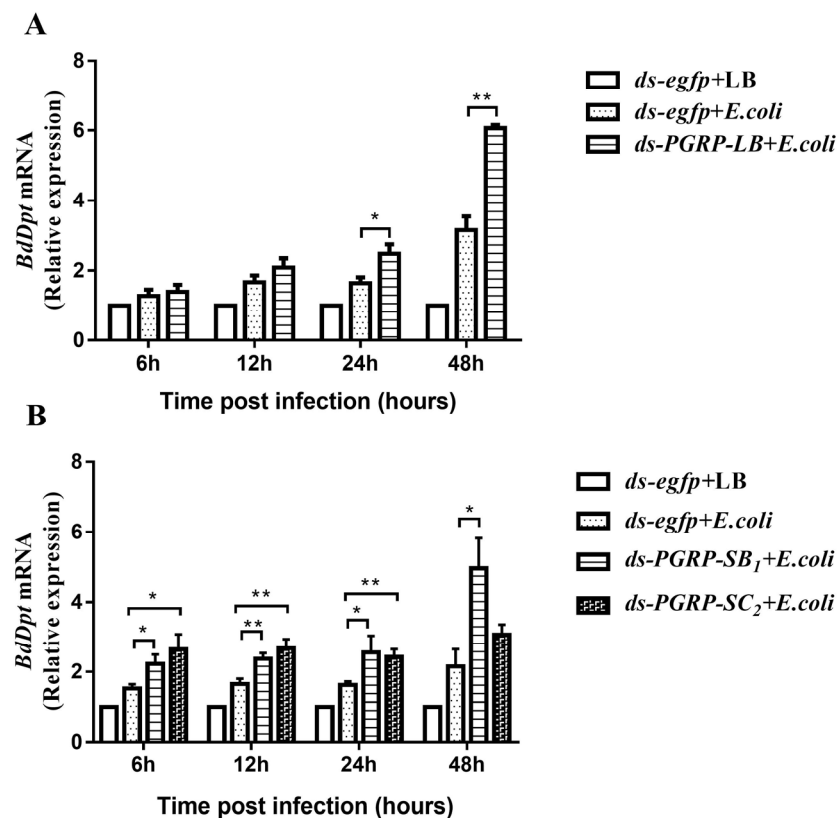 A
BdDpt mRNA
(Relative expression)
8
6
4
2
0
*
**
6h 12h 24h 48h
Time post infection (hours)
ds-egfp+LB
ds-egfp+E.coli
ds-PGRP-LB+E.coli
B
BdDpt mRNA
(Relative expression)
8
6
4
2
0
*
*
**
**
**
*
*
6h 12h 24h 48h
Time post infection (hours)
ds-egfp+LB
ds-egfp+E.coli
ds-PGRP-SB₁+E.coli
ds-PGRP-SC₂+E.coli